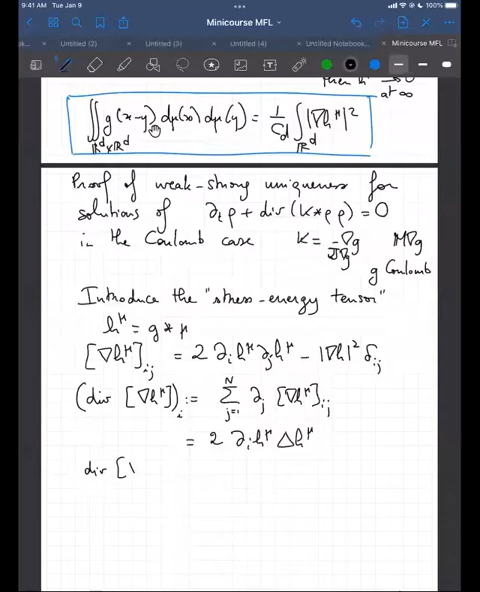 9:41 AM Tue Jan 9
100%
Minicourse MFL
Untitled (2) Untitled (3) Untitled (4) Untitled Notebook... Minicourse MFL
then h^μ → 0
at ∞
∬_{ℝ^d×ℝ^d} g(x-y) dμ(x) dμ(y) = 1/c_d ∫_{ℝ^d} |∇h^μ|²
Proof of weak-strong uniqueness for
solutions of ∂_t ρ + div (K*ρ ρ) = 0
in the Coulomb case K = -∇g M∇g
g Coulomb
Introduce the "stress-energy tensor"
h^μ = g * μ
[∇h^μ]_{ij} = 2 ∂_i h^μ ∂_j h^μ - |∇h|² δ_{ij}
(div [∇h^μ])_i := ∑_{j=1}^N ∂_j [∇h^μ]_{ij}
= 2 ∂_i h^μ Δh^μ
div [